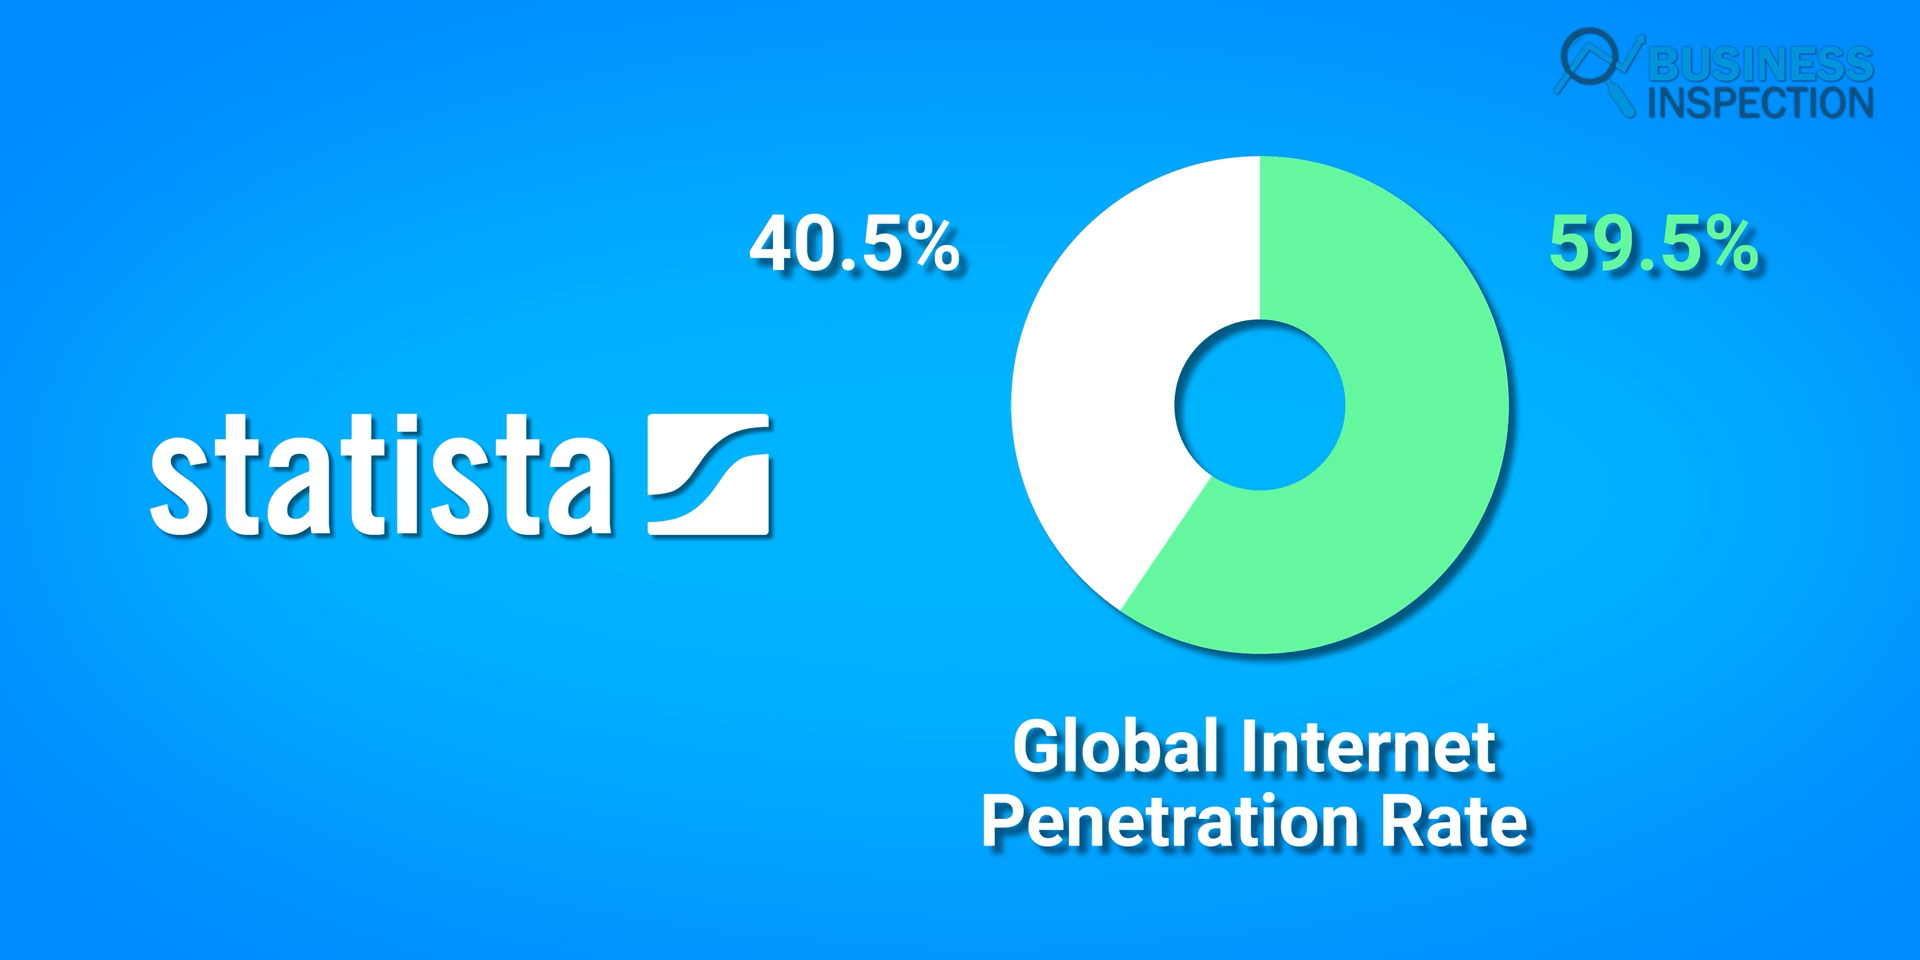 BUSINESS
INSPECTION
40.5%
59.5%
statista
Global Internet
Penetration Rate